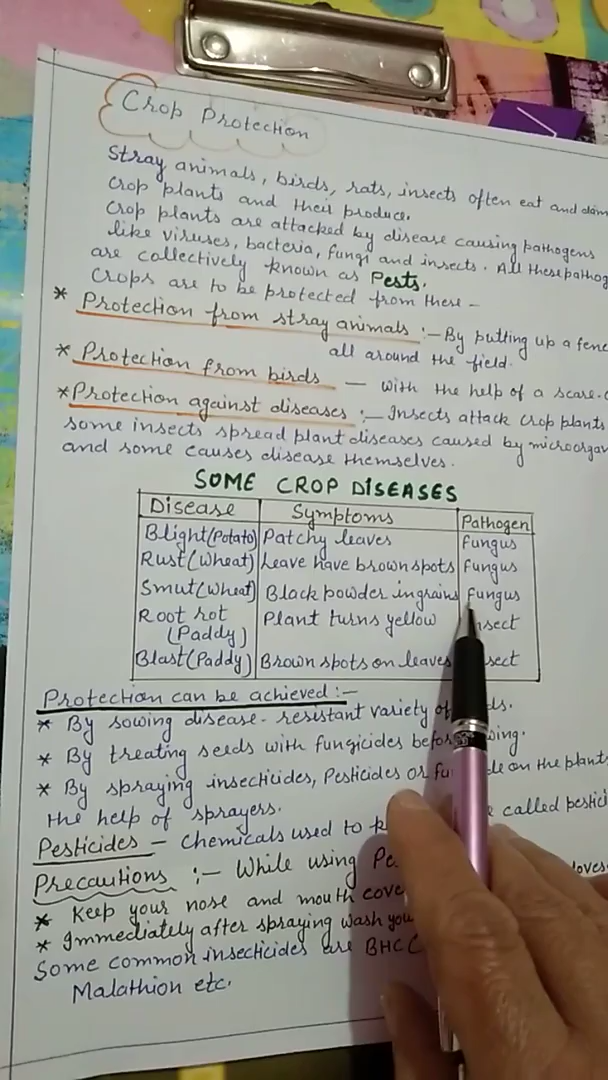 Crop Protection
Stray animals, birds, rats, insects often eat and
crop plants and their produce.
Crop plants are attacked by disease causing pathogens
like viruses, bacteria, fungi and insects. All these
are collectively known as Pests.
Crops are to be protected from these -
* Protection from stray animals :- By putting up a
all around the field.
* Protection from birds — with the help of a
* Protection against diseases :- Insects attack crop plants
some insects spread plant diseases caused by
and some causes disease themselves.
SOME CROP DISEASES
Disease Symptoms Pathogen
Blight (Potato) Patchy leaves Fungus
Rust (Wheat) Leave have brown spots Fungus
Smut (Wheat) Black powder in grains Fungus
Root rot Plant turns yellow
(Paddy)
Blast (Paddy) Brown spots on leaves
Protection can be achieved :-
* By sowing disease-resistant variety of
* By treating seeds with fungicides
* By spraying insecticides, Pesticides or on the plants
the help of sprayers.
Pesticides - Chemicals used to called
Precautions :- While using
* Keep your nose and mouth
* Immediately after spraying wash
Some common insecticides are BHC
Malathion etc.